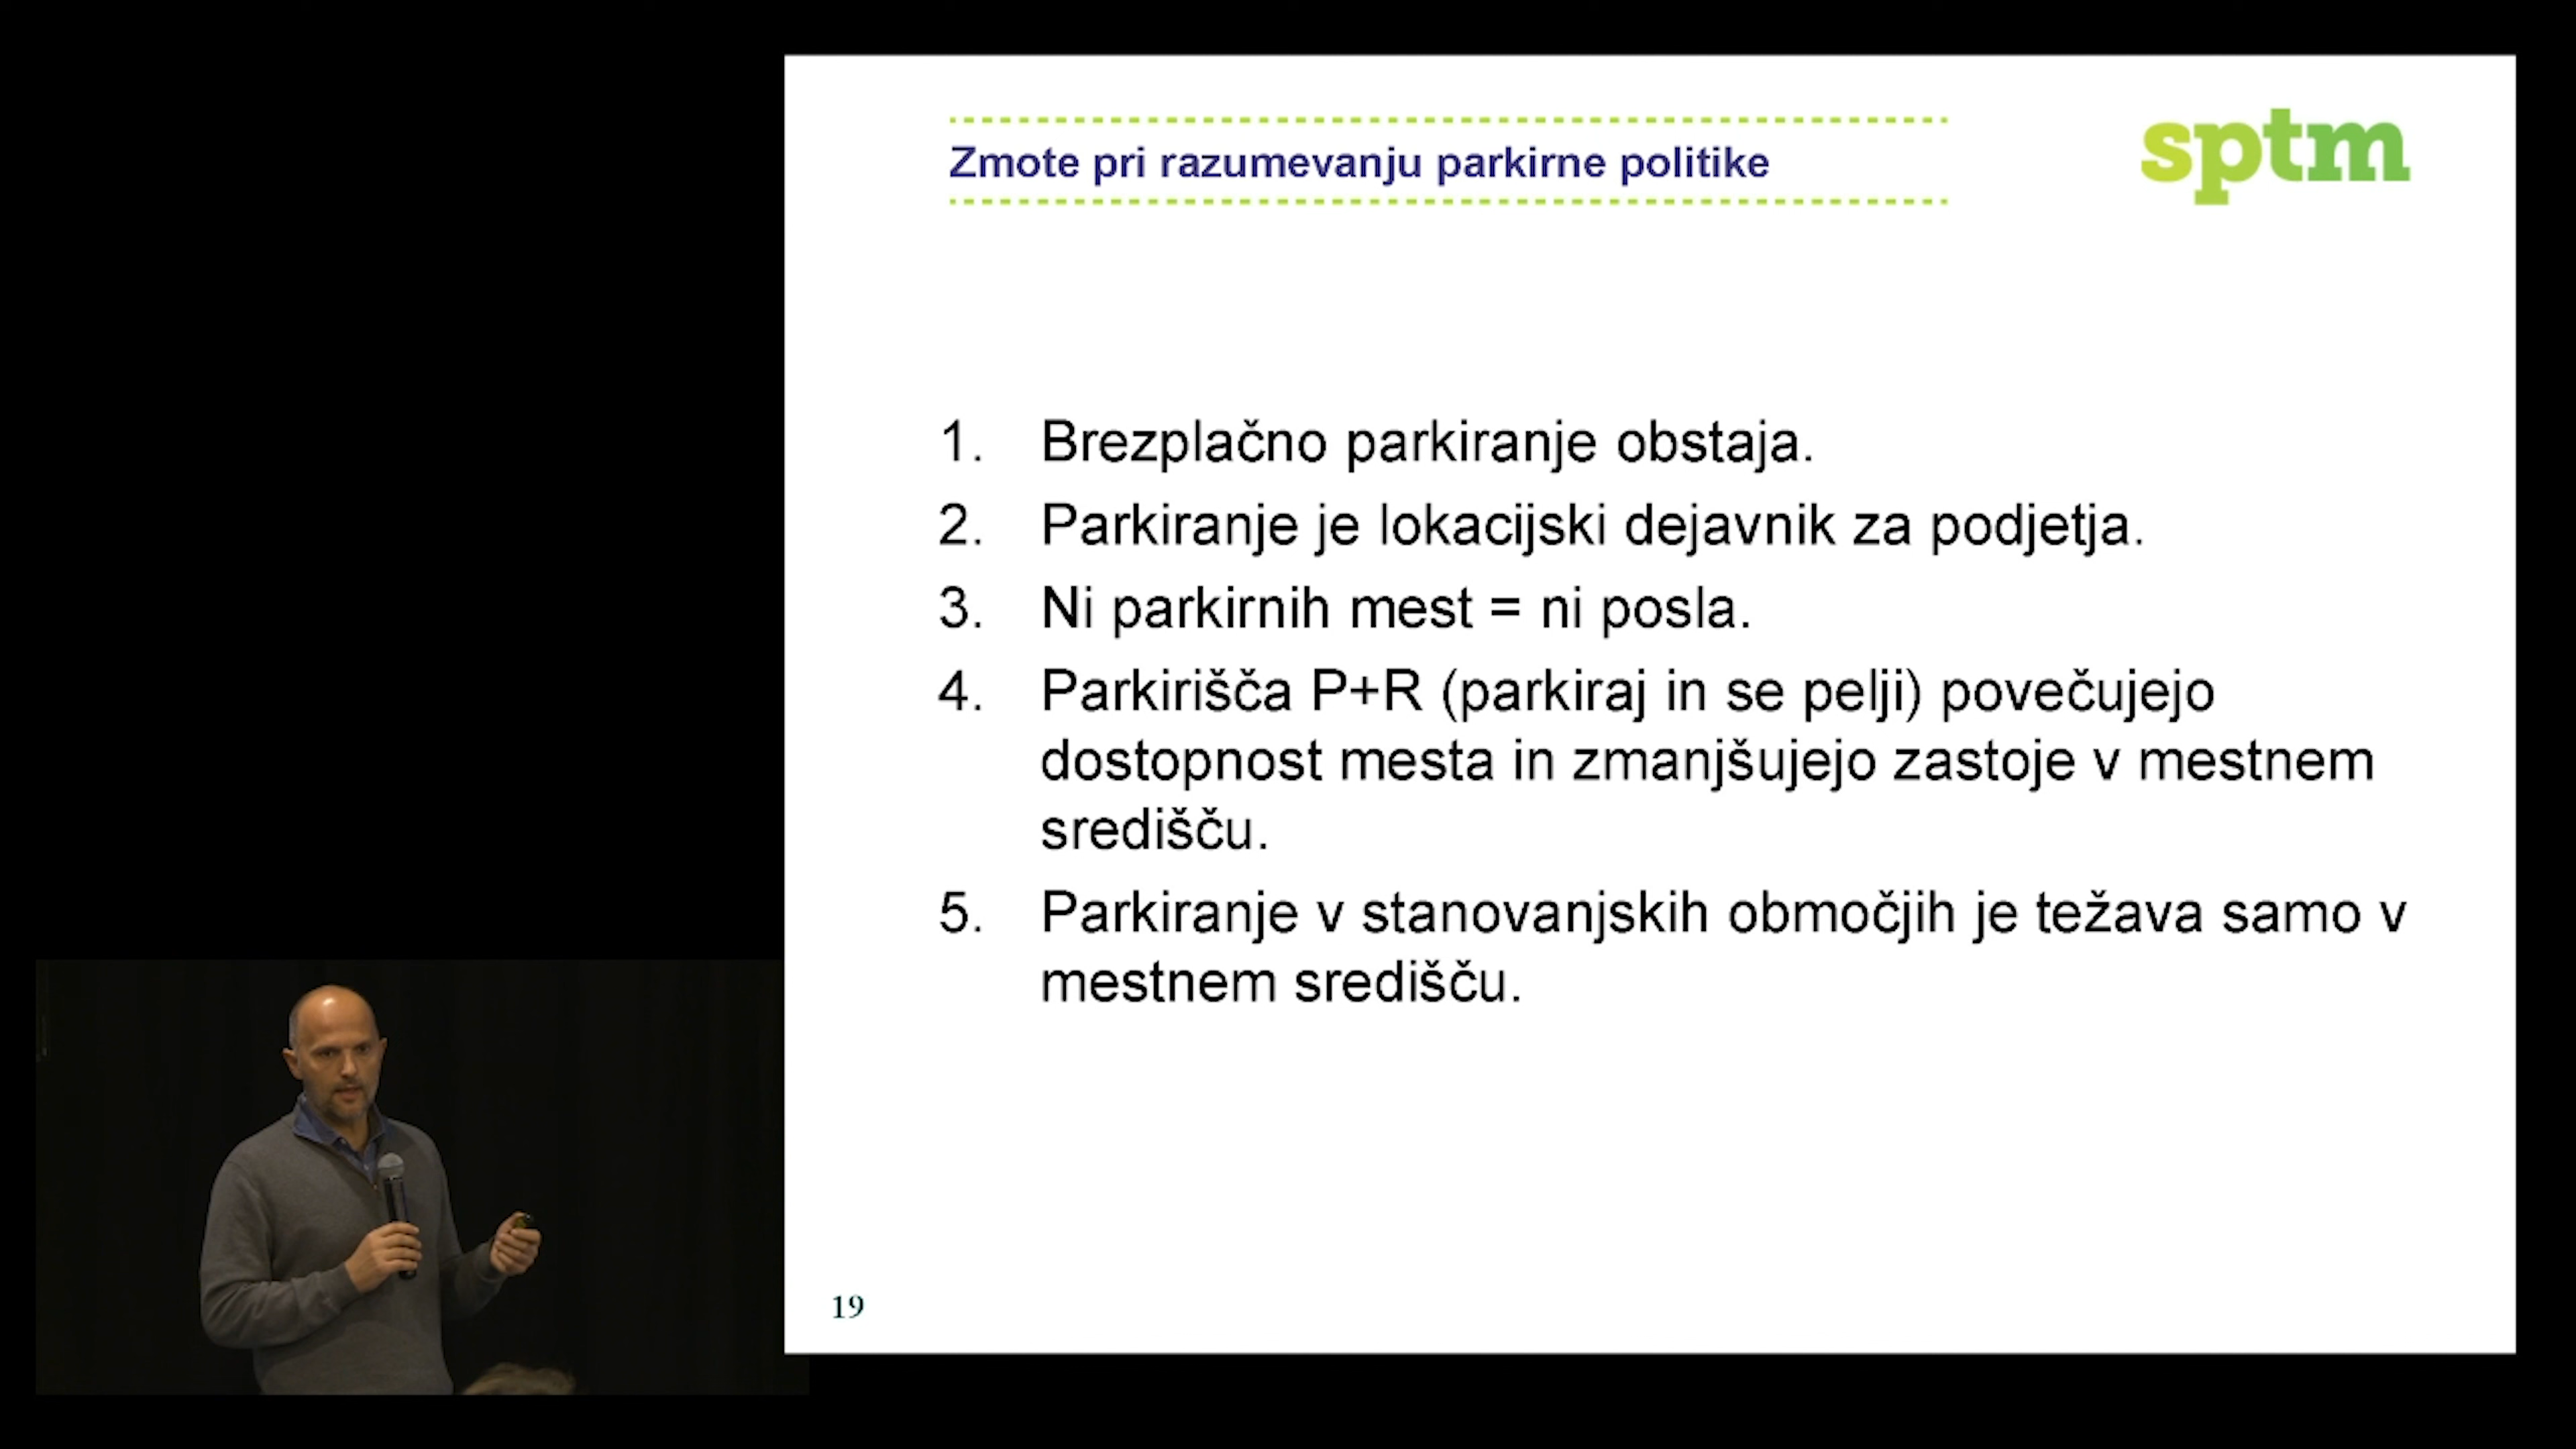 Zmote pri razumevanju parkirne politike
sptm
1. Brezplačno parkiranje obstaja.
2. Parkiranje je lokacijski dejavnik za podjetja.
3. Ni parkirnih mest = ni posla.
4. Parkirišča P+R (parkiraj in se pelji) povečujejo
dostopnost mesta in zmanjšujejo zastoje v mestnem
središču.
5. Parkiranje v stanovanjskih območjih je težava samo v
mestnem središču.
19